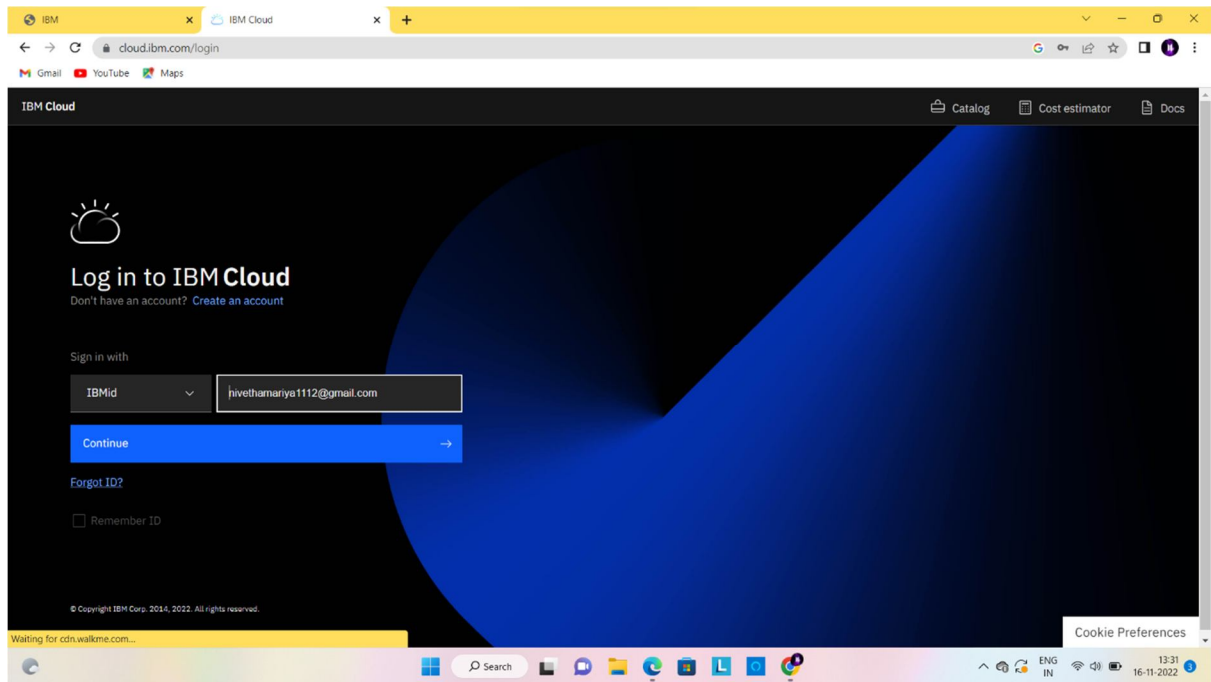 IBM
IBM Cloud
cloud.ibm.com/login
Gmail YouTube Maps
IBM Cloud
Catalog Cost estimator Docs
Log in to IBM Cloud
Don't have an account? Create an account
Sign in with
IBMid
nivethamariya1112@gmail.com
Continue
Forgot ID?
Remember ID
© Copyright IBM Corp. 2014, 2022. All rights reserved.
Cookie Preferences
Waiting for cdn.walkme.com...
Search
ENG
IN
13:31
16-11-2022
3